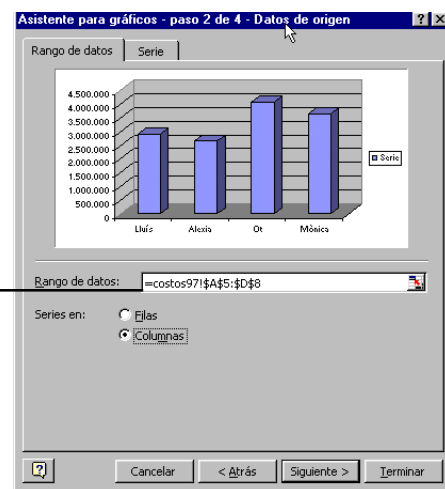 Asistente para gráficos - paso 2 de 4 - Datos de origen
Rango de datos
Serie
4.500.000
4.000.000
3.500.000
3.000.000
2.500.000
2.000.000
1.500.000
1.000.000
500.000
0
Lluís Alexia Ot Mònica
Serie
Rango de datos: =costos97!$A$5:$D$8
Series en: Filas
Columnas
Cancelar < Atrás Siguiente > Terminar